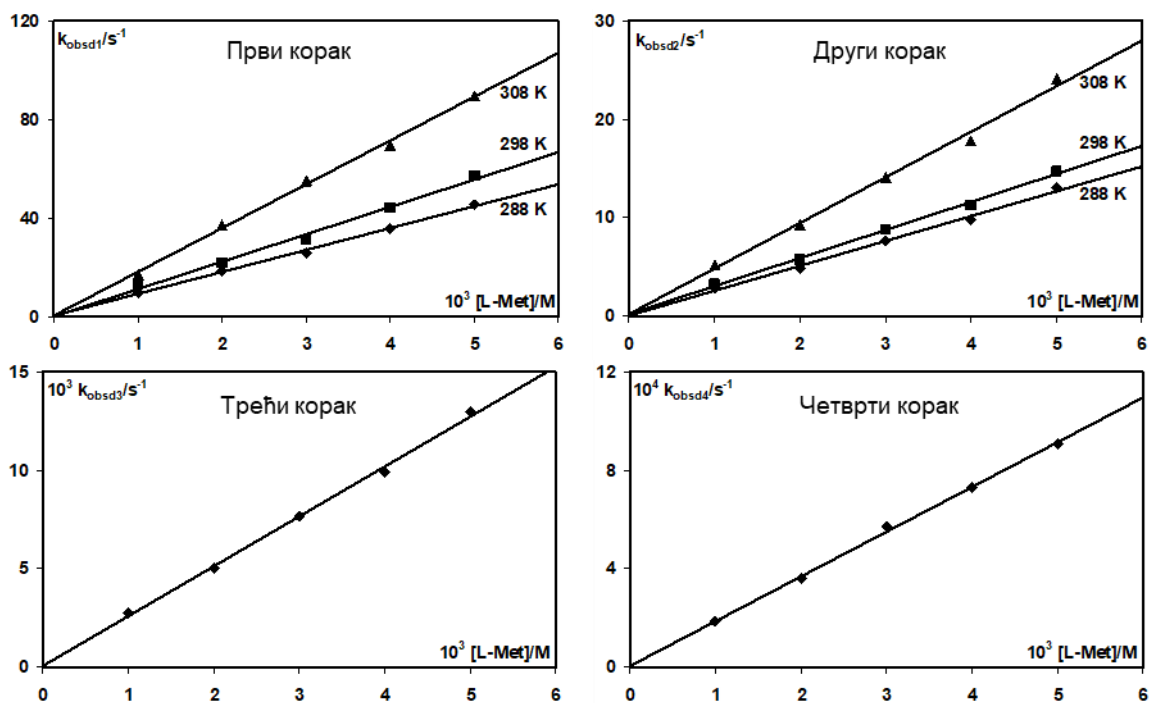 k_obsd1/s⁻¹
Први корак
120
80
40
0
308 K
298 K
288 K
10³ [L-Met]/M
0 1 2 3 4 5 6
k_obsd2/s⁻¹
Други корак
30
20
10
0
308 K
298 K
288 K
10³ [L-Met]/M
0 1 2 3 4 5 6
10³ k_obsd3/s⁻¹
Трећи корак
15
10
5
0
10³ [L-Met]/M
0 1 2 3 4 5 6
10⁴ k_obsd4/s⁻¹
Четврти корак
12
8
4
0
10³ [L-Met]/M
0 1 2 3 4 5 6